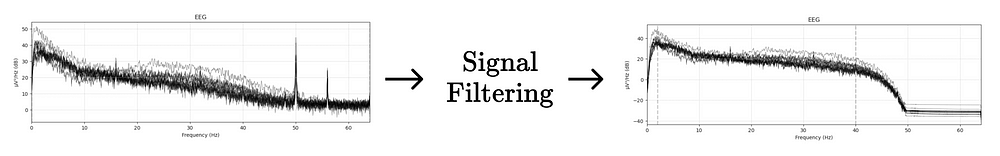 EEG
50
40
30
20
10
0
µV²/Hz (dB)
0 10 20 30 40 50 60
Frequency (Hz)
Signal
Filtering
EEG
40
20
0
−20
−40
µV²/Hz (dB)
0 10 20 30 40 50 60
Frequency (Hz)